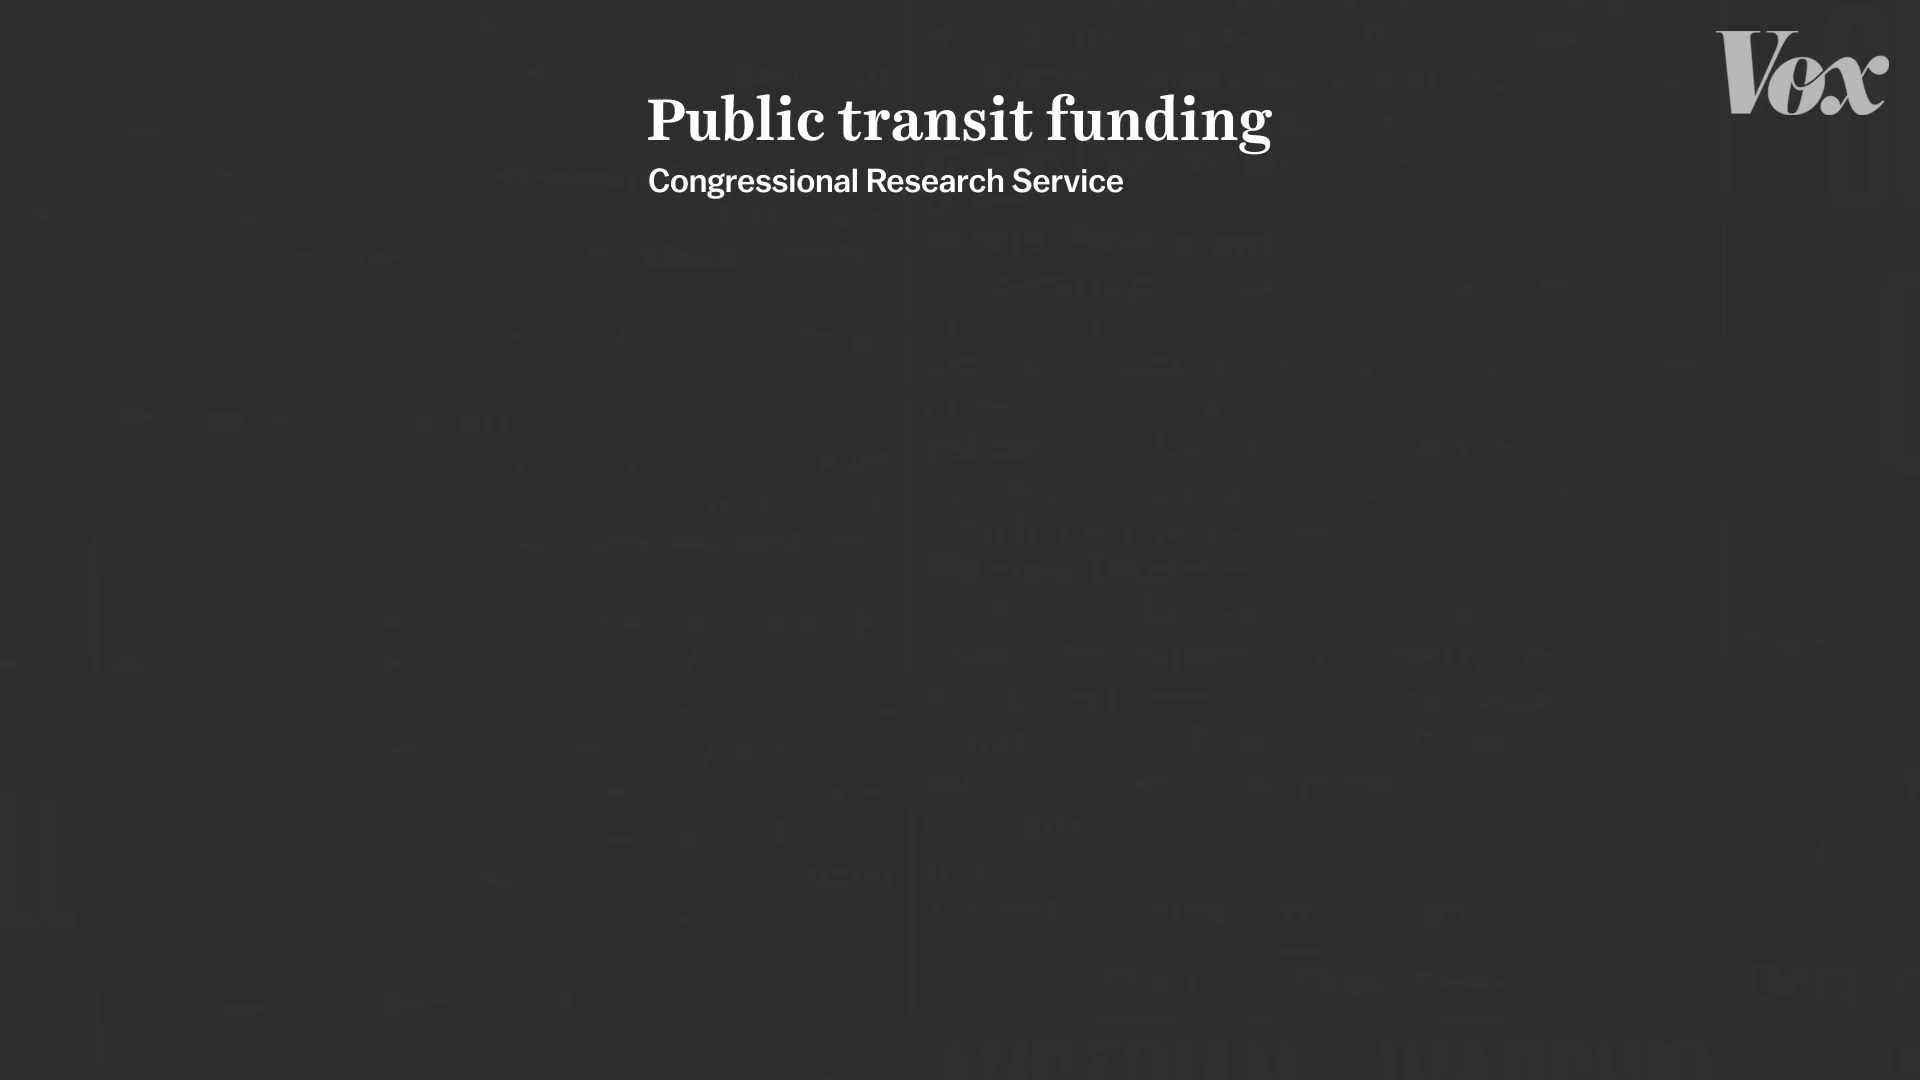 Public transit funding
Congressional Research Service
Vox